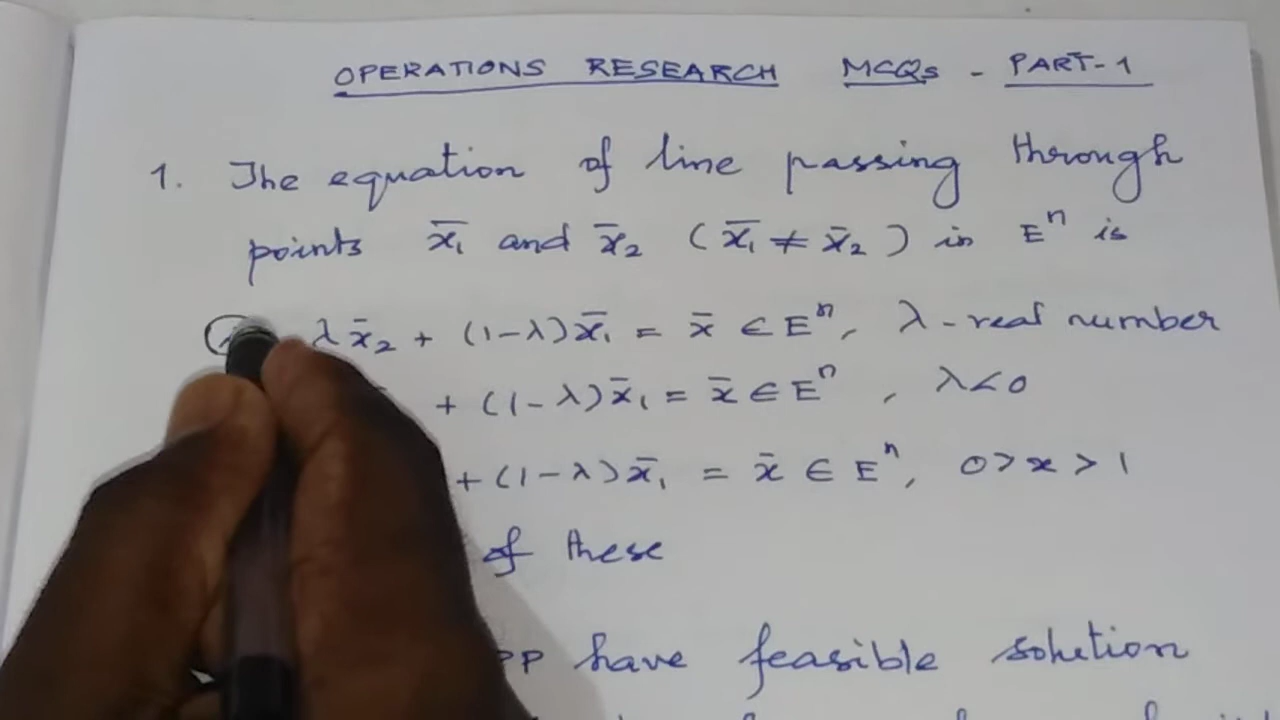 OPERATIONS RESEARCH MCQs - PART-1
1. The equation of line passing through
points x̄₁ and x̄₂ (x̄₁ ≠ x̄₂) in Eⁿ is
λx̄₂ + (1-λ)x̄₁ = x̄ ∈ Eⁿ, λ-real number
+ (1-λ)x̄₁ = x̄ ∈ Eⁿ, λ<0
+ (1-λ)x̄₁ = x̄ ∈ Eⁿ, 0>x>1
of these
PP have feasible solution